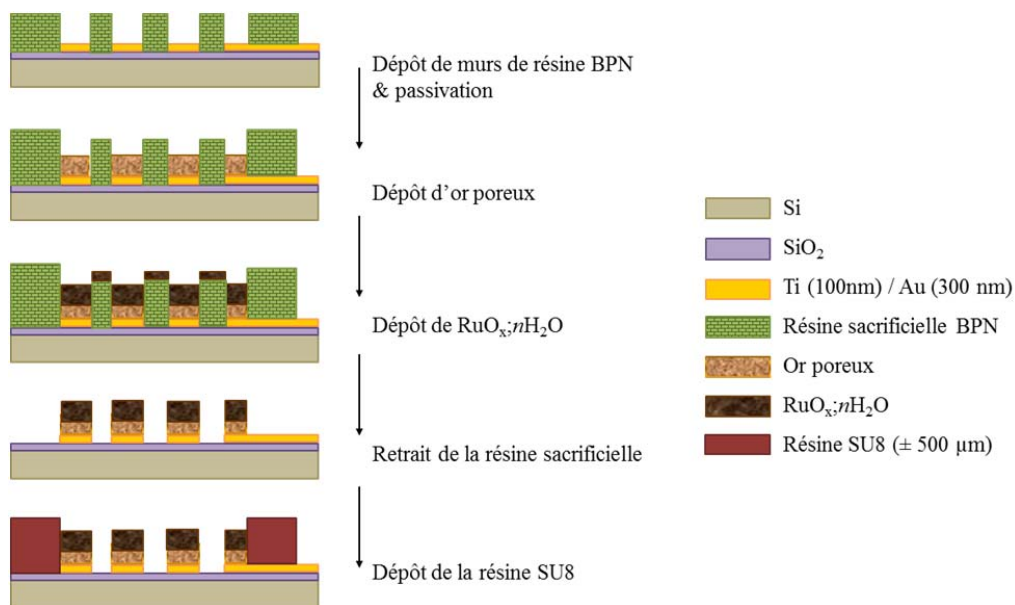 Dépôt de murs de résine BPN
& passivation
Dépôt d'or poreux
Dépôt de RuOₓ;nH₂O
Retrait de la résine sacrificielle
Dépôt de la résine SU8
Si
SiO₂
Ti (100nm) / Au (300 nm)
Résine sacrificielle BPN
Or poreux
RuOₓ;nH₂O
Résine SU8 (± 500 µm)